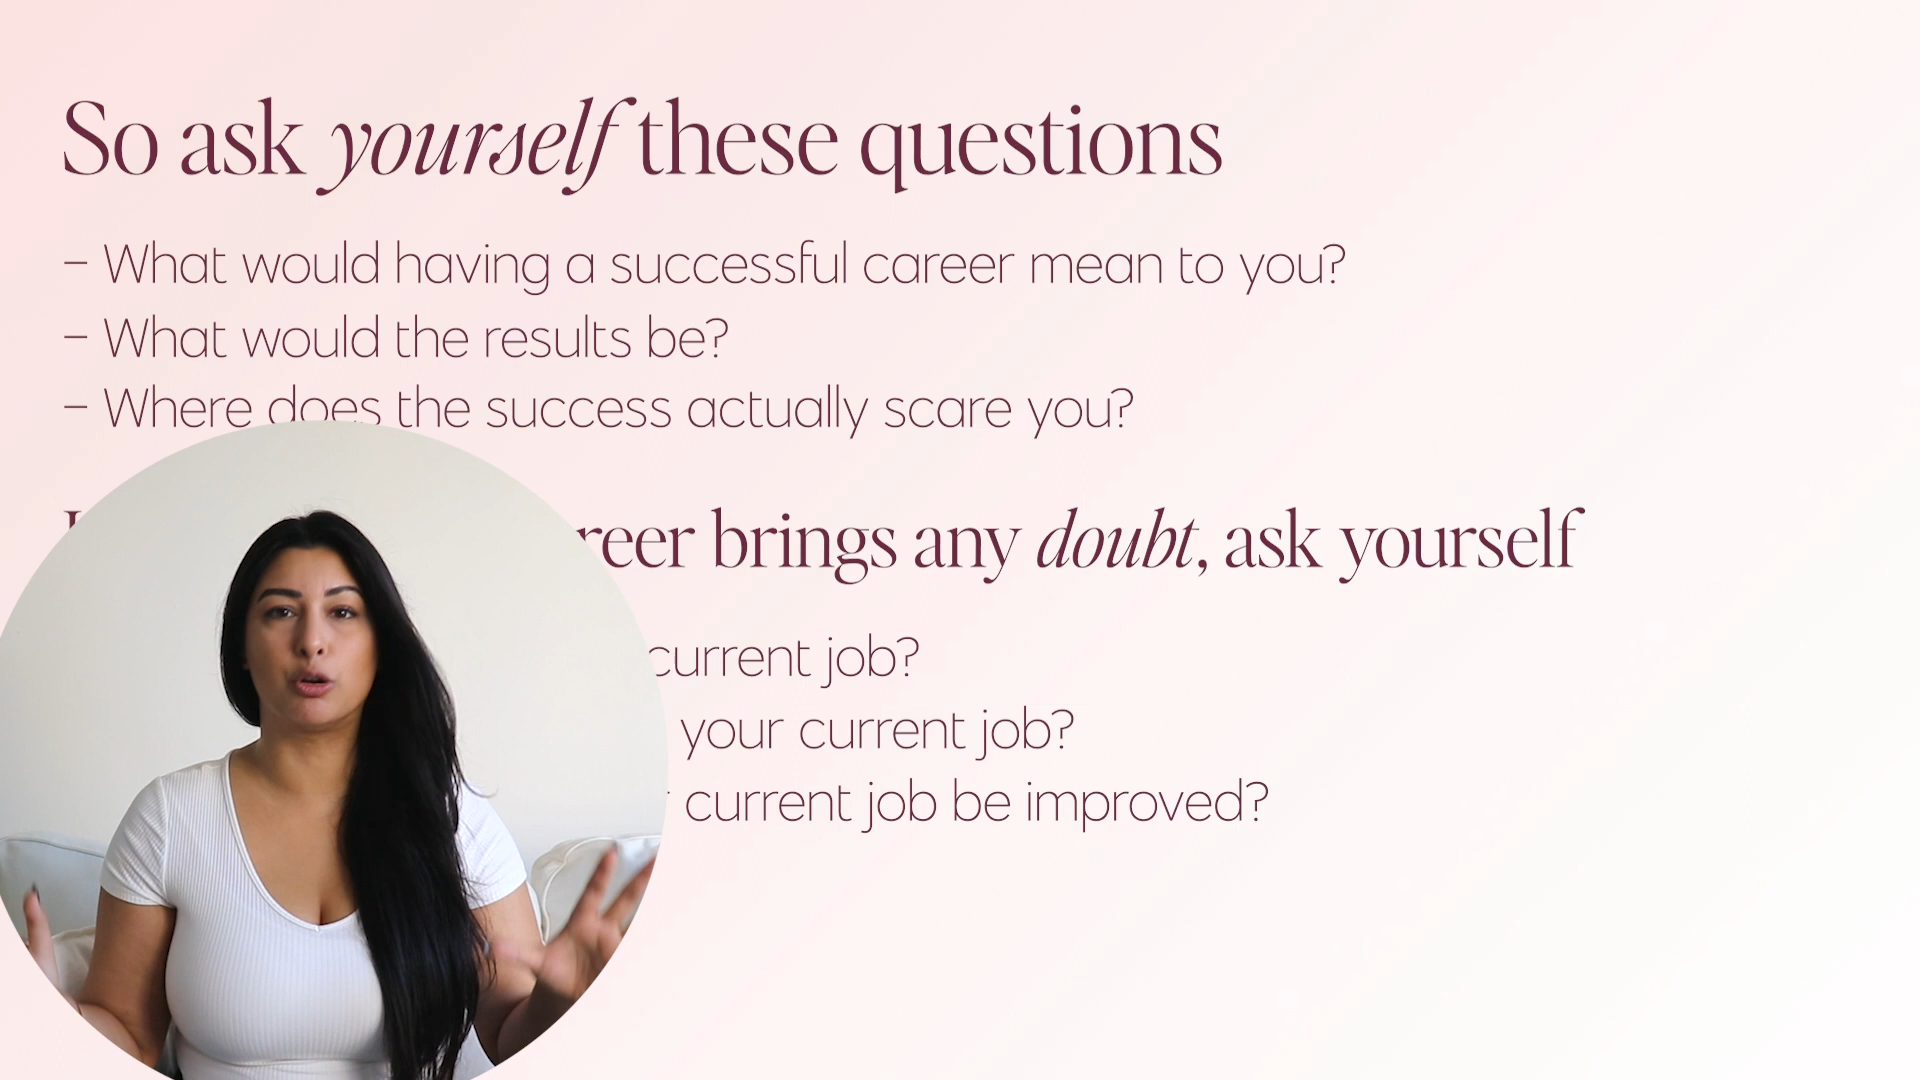 So ask yourself these questions
– What would having a successful career mean to you?
– What would the results be?
– Where does the success actually scare you?
brings any doubt, ask yourself
current job?
your current job?
current job be improved?